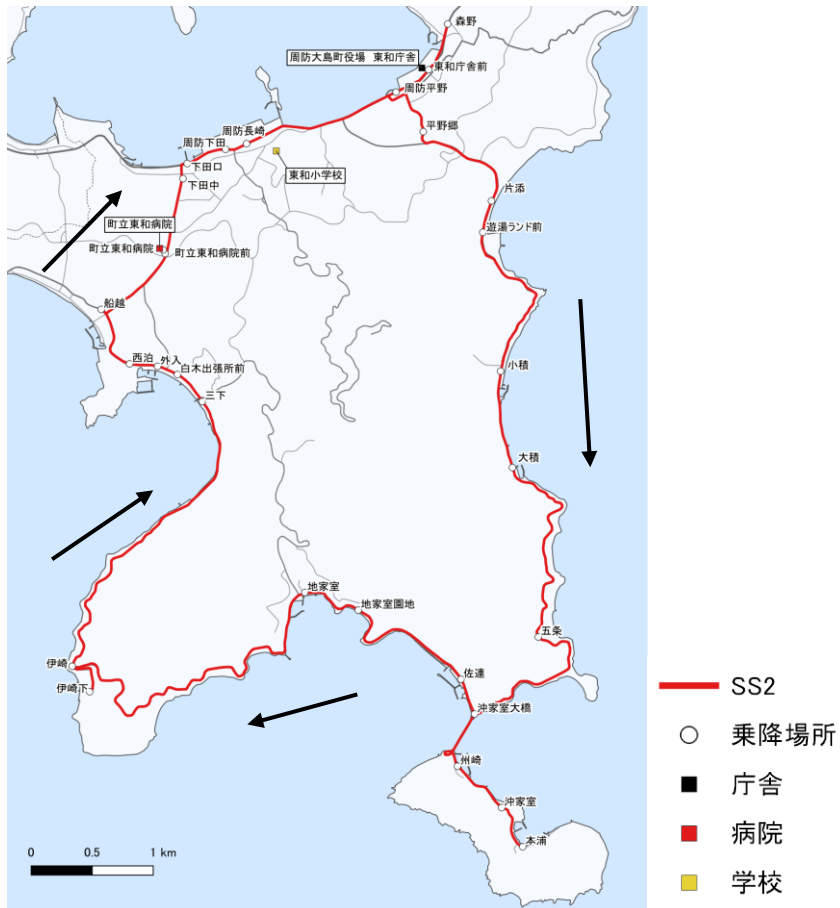 森野
周防大島町役場 東和庁舎
東和庁舎前
周防平野
平野郷
周防長崎
周防下田
下田口
東和小学校
下田中
片添
町立東和病院
遊湯ランド前
町立東和病院
町立東和病院前
船越
西泊
外入
白木出張所前
小積
三下
大積
地家室
地家室園地
五条
伊崎
佐連
伊崎下
沖家室大橋
州崎
沖家室
本浦
0 0.5 1 km
SS2
乗降場所
庁舎
病院
学校